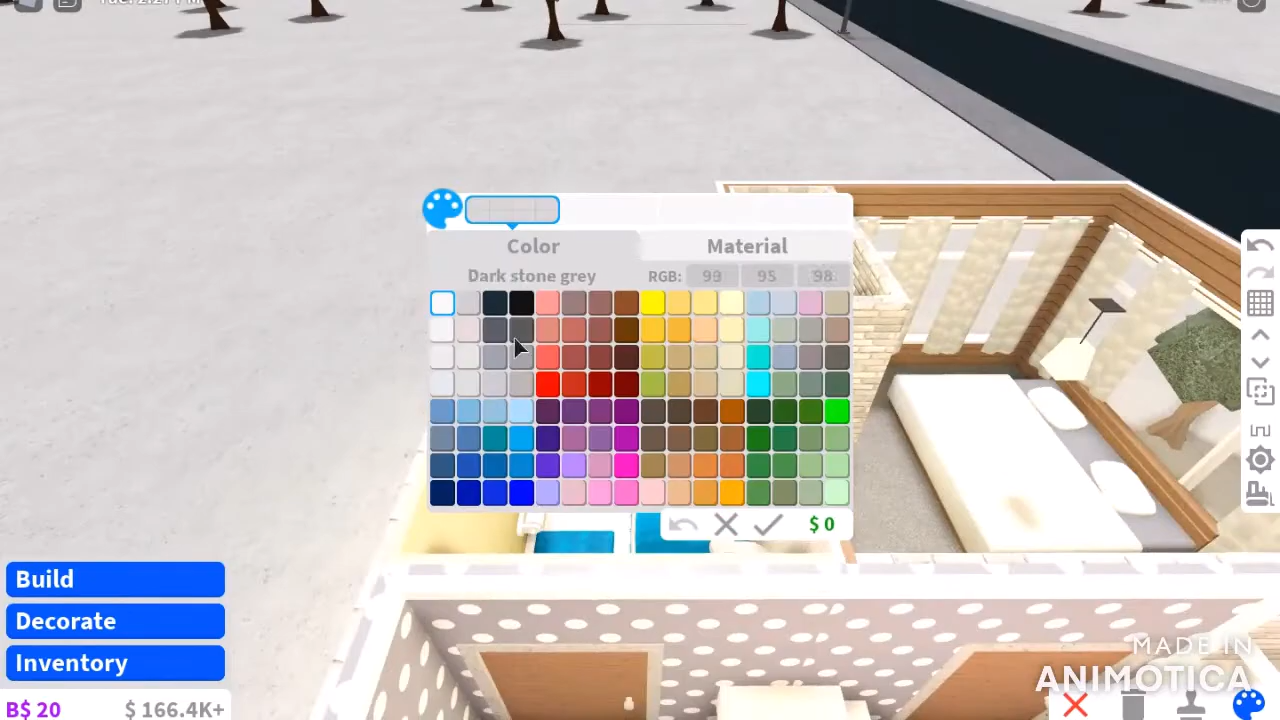 Color
Material
Dark stone grey
RGB: 99 95 98
$ 0
Build
Decorate
Inventory
B$ 20
$ 166.4K+
MADE IN
ANIMOTICA